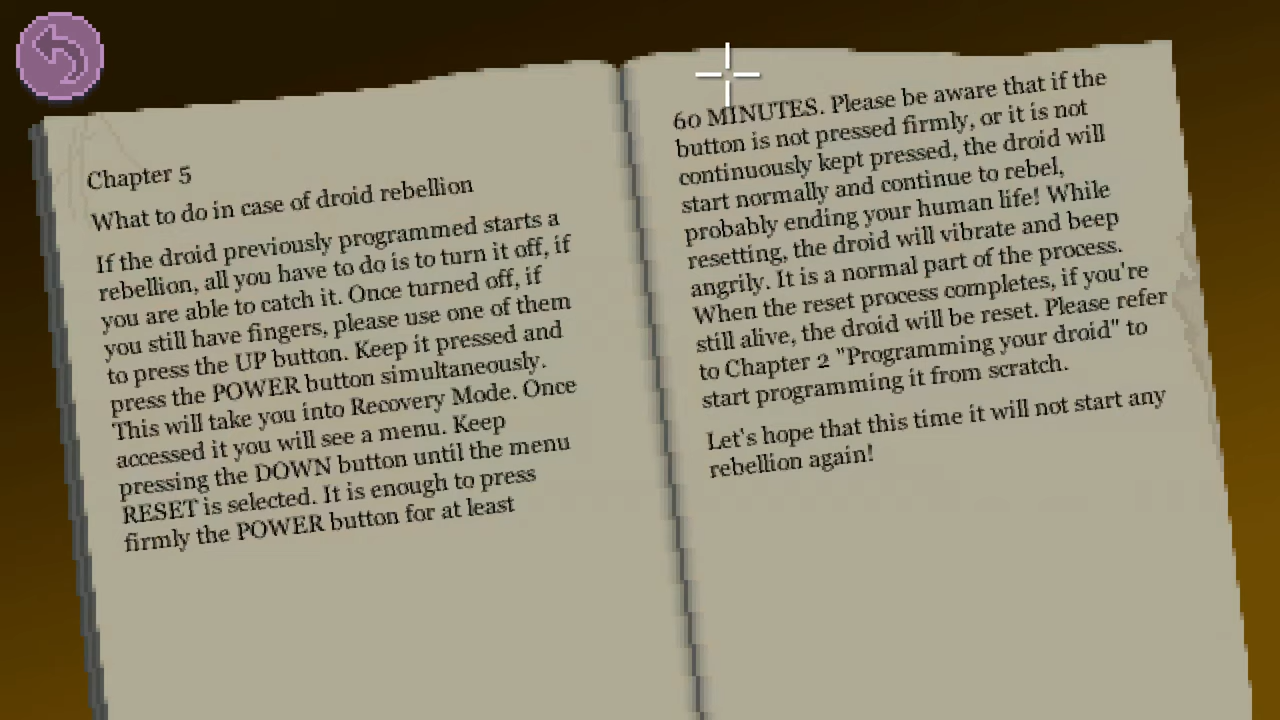 Chapter 5
What to do in case of droid rebellion
If the droid previously programmed starts a
rebellion, all you have to do is to turn it off, if
you are able to catch it. Once turned off, if
you still have fingers, please use one of them
to press the UP button. Keep it pressed and
press the POWER button simultaneously.
This will take you into Recovery Mode. Once
accessed it you will see a menu. Keep
pressing the DOWN button until the menu
RESET is selected. It is enough to press
firmly the POWER button for at least
60 MINUTES. Please be aware that if the
button is not pressed firmly, or it is not
continuously kept pressed, the droid will
start normally and continue to rebel,
probably ending your human life! While
resetting, the droid will vibrate and beep
angrily. It is a normal part of the process.
When the reset process completes, if you're
still alive, the droid will be reset. Please refer
to Chapter 2 "Programming your droid" to
start programming it from scratch.
Let's hope that this time it will not start any
rebellion again!